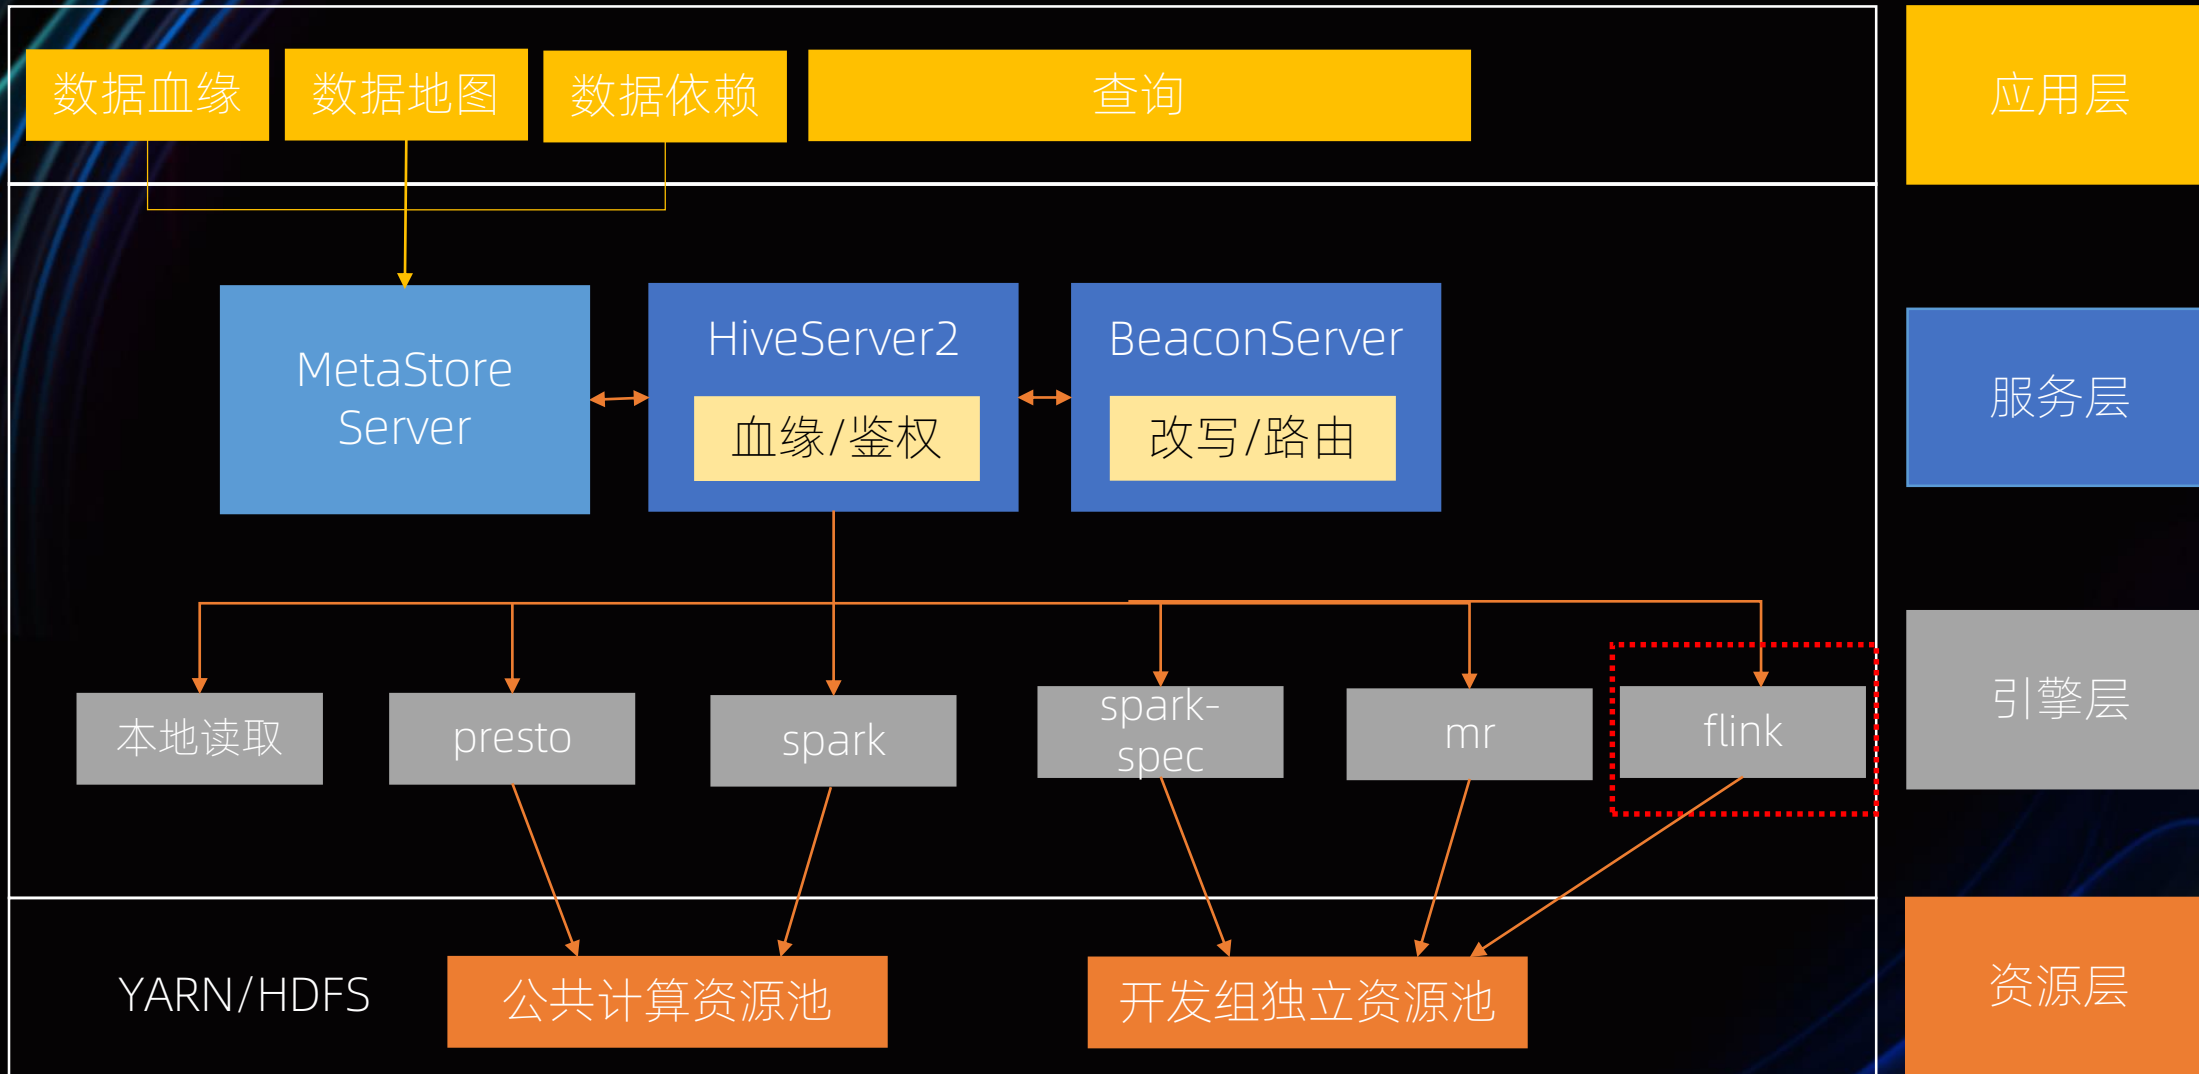 数据血缘
数据地图
数据依赖
查询
应用层
MetaStore
Server
HiveServer2
血缘/鉴权
BeaconServer
改写/路由
服务层
本地读取
presto
spark
spark-
spec
mr
flink
引擎层
YARN/HDFS
公共计算资源池
开发组独立资源池
资源层